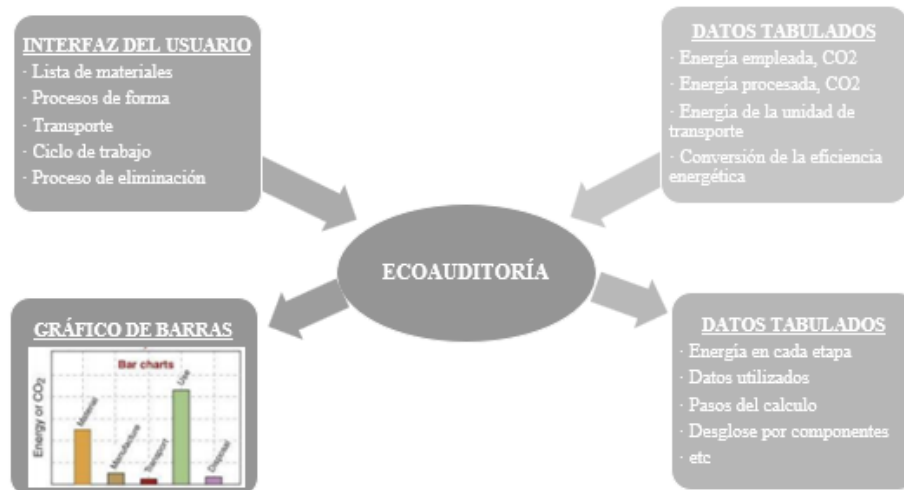 INTERFAZ DEL USUARIO
· Lista de materiales
· Procesos de forma
· Transporte
· Ciclo de trabajo
· Proceso de eliminación
DATOS TABULADOS
· Energía empleada, CO2
· Energía procesada, CO2
· Energía de la unidad de
transporte
· Conversión de la eficiencia
energética
ECOAUDITORÍA
GRÁFICO DE BARRAS
Bar charts
Energy or CO2
Material
Manufacture
Transport
Use
Disposal
DATOS TABULADOS
· Energía en cada etapa
· Datos utilizados
· Pasos del calculo
· Desglose por componentes
· etc